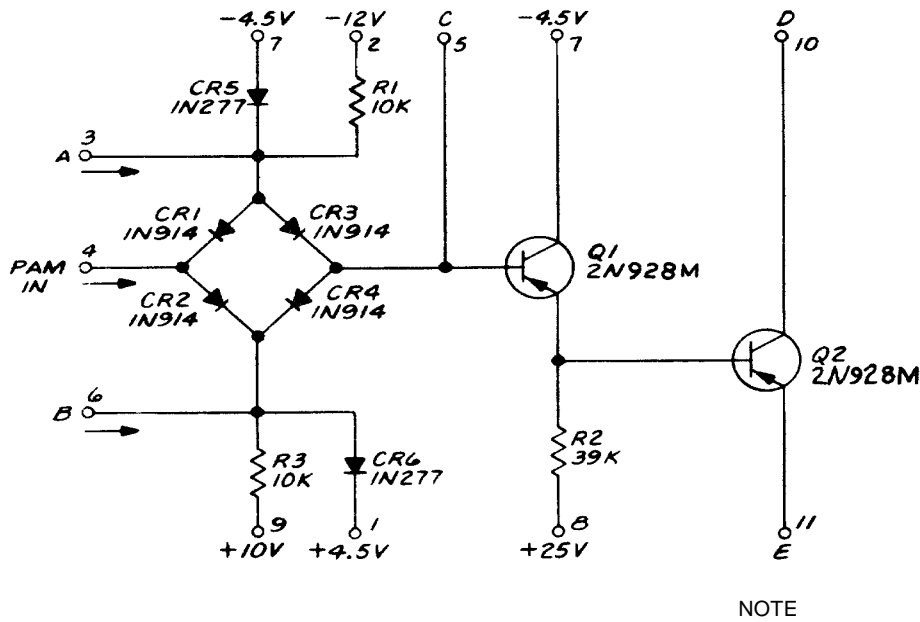 -4.5V
-12V
C
-4.5V
D
7
2
5
7
10
CR5
1N277
R1
10K
3
A
CR1
1N914
CR3
1N914
4
PAM
IN
Q1
2N928M
CR2
1N914
CR4
1N914
Q2
2N928M
6
B
R3
10K
CR6
1N277
R2
39K
9
1
8
11
+10V
+4.5V
+25V
E
NOTE